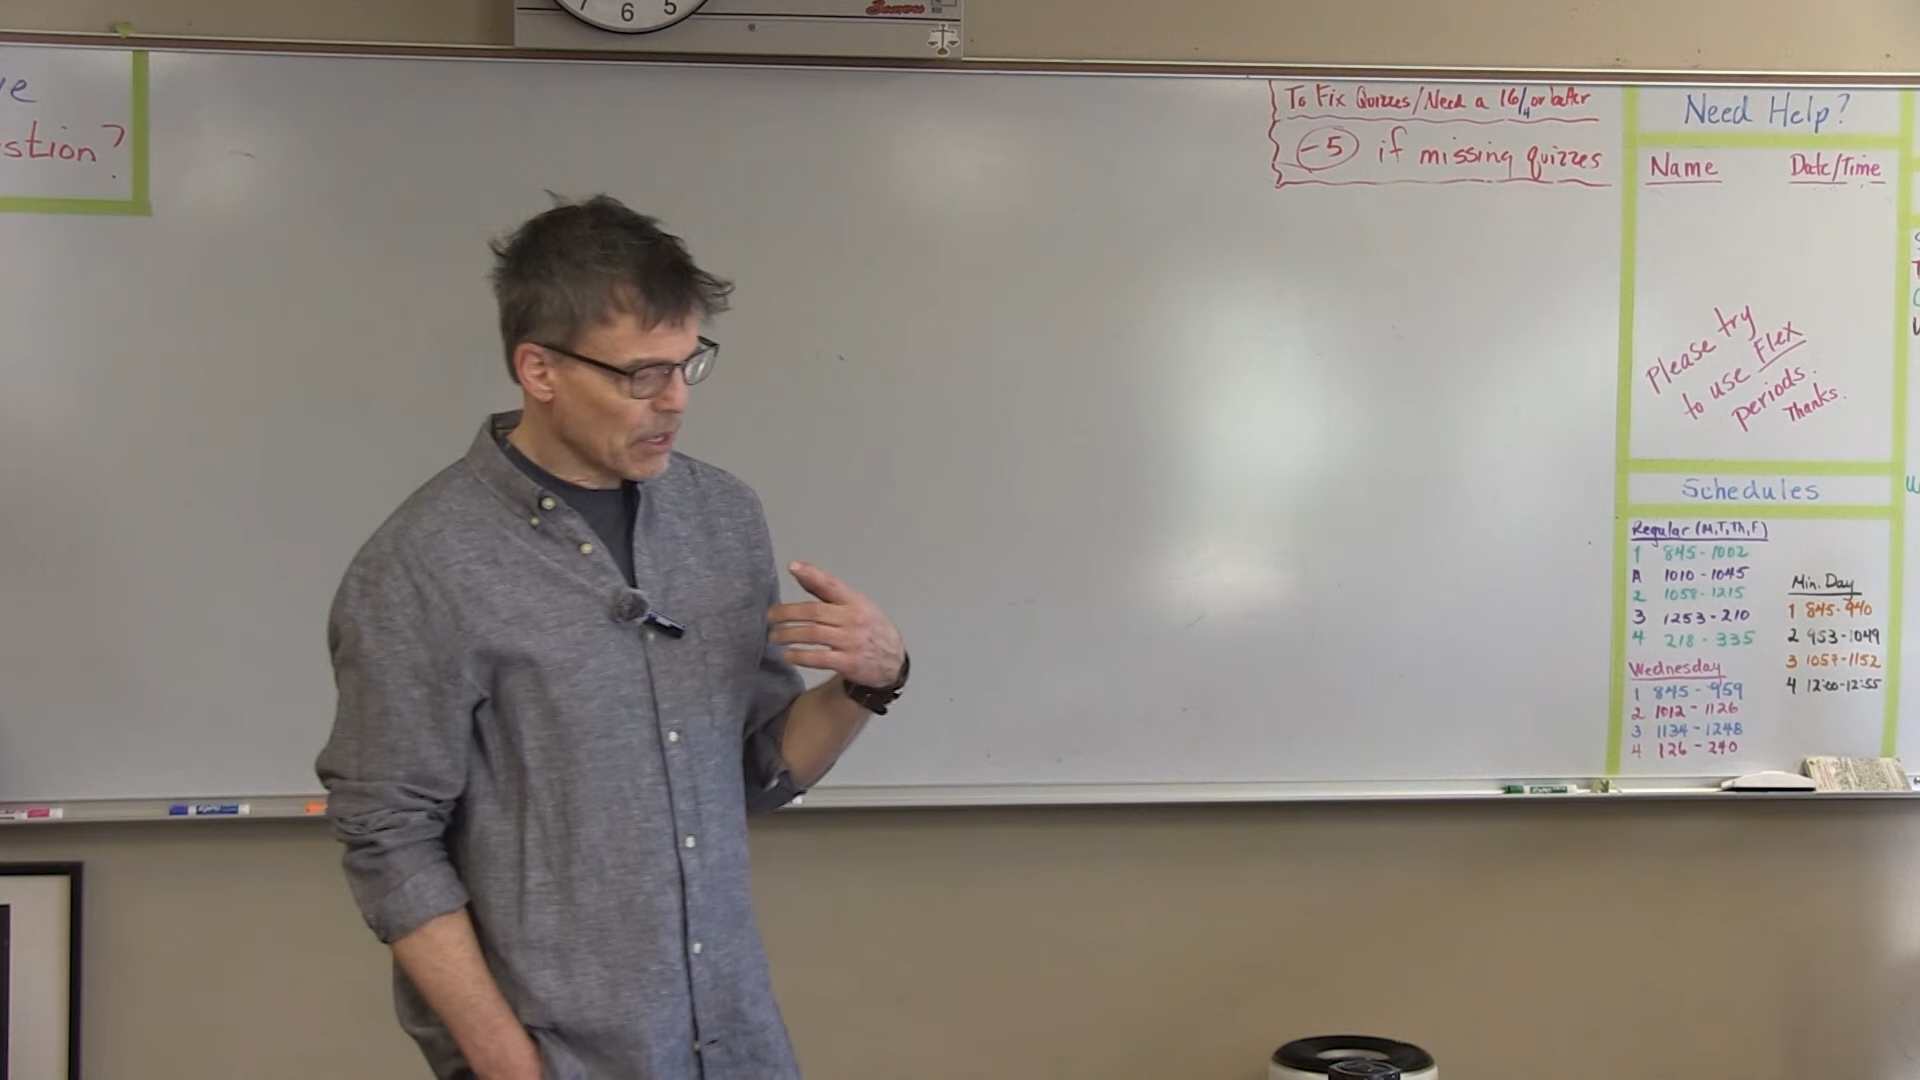 7 6 5
stion?
To Fix Quizzes/Need a 16/4 or better
-5 if missing quizzes
Need Help?
Name Date/Time
Please try
to use Flex
periods.
Thanks.
Schedules
Regular (M,T,Th,F)
1 845-1002
A 1010-1045
2 1058-1215
3 1253-210
4 218-335
Wednesday
1 845-959
2 1012-1126
3 1134-1248
4 126-240
Min. Day
1 845-940
2 953-1049
3 1057-1152
4 12:00-12:55